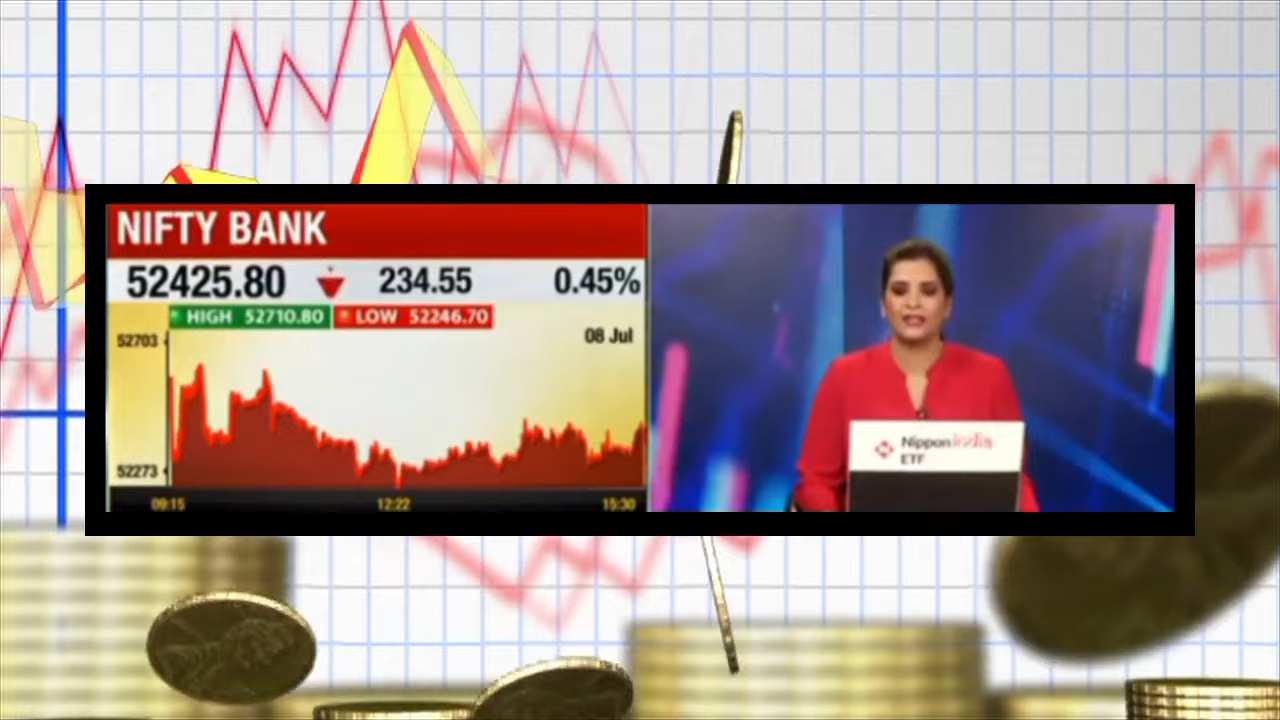 NIFTY BANK
52425.80 234.55 0.45%
HIGH 52710.80 LOW 52246.70
08 Jul
52703
52273
09:15 12:22 15:30
Nippon india
ETF